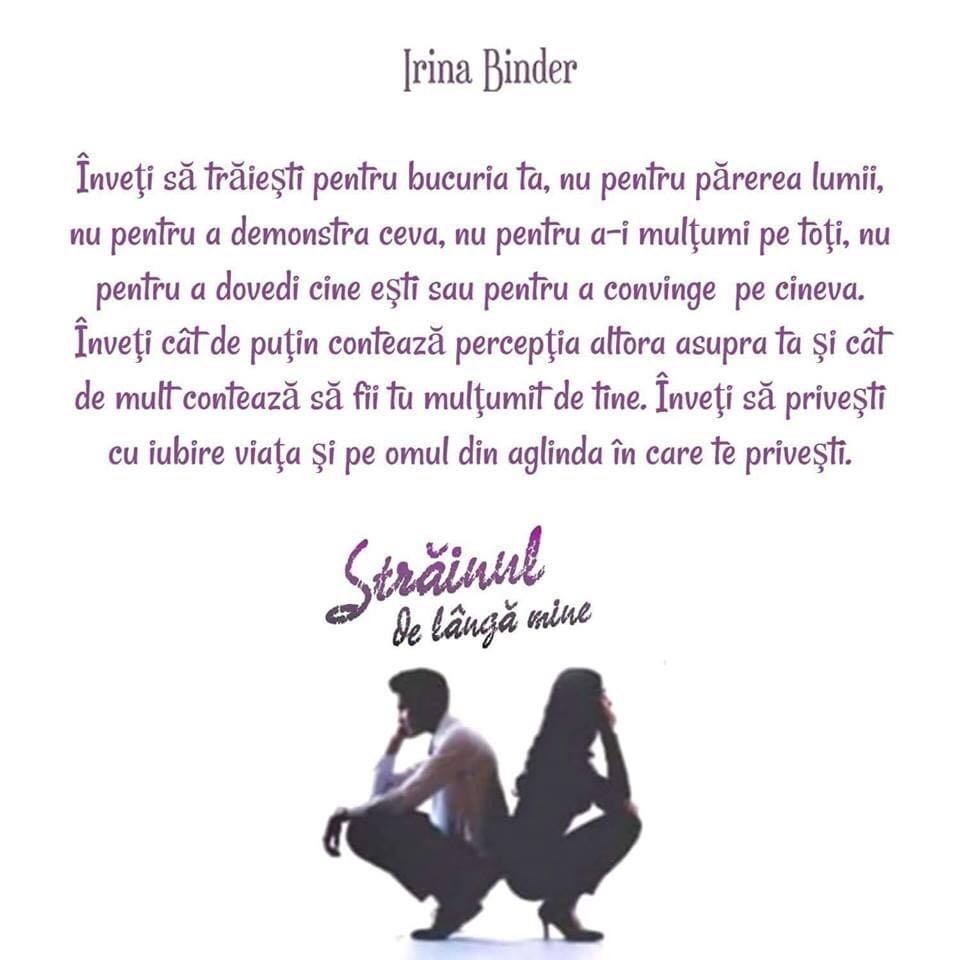 Irina Binder
Înveţi să trăieşti pentru bucuria ta, nu pentru părerea lumii,
nu pentru a demonstra ceva, nu pentru a-i mulţumi pe toţi, nu
pentru a dovedi cine eşti sau pentru a convinge pe cineva.
Înveţi cât de puţin contează percepţia altora asupra ta şi cât
de mult contează să fii tu mulţumit de tine. Înveţi să priveşti
cu iubire viaţa şi pe omul din aglinda în care te priveşti.
Străinul
De lângă mine